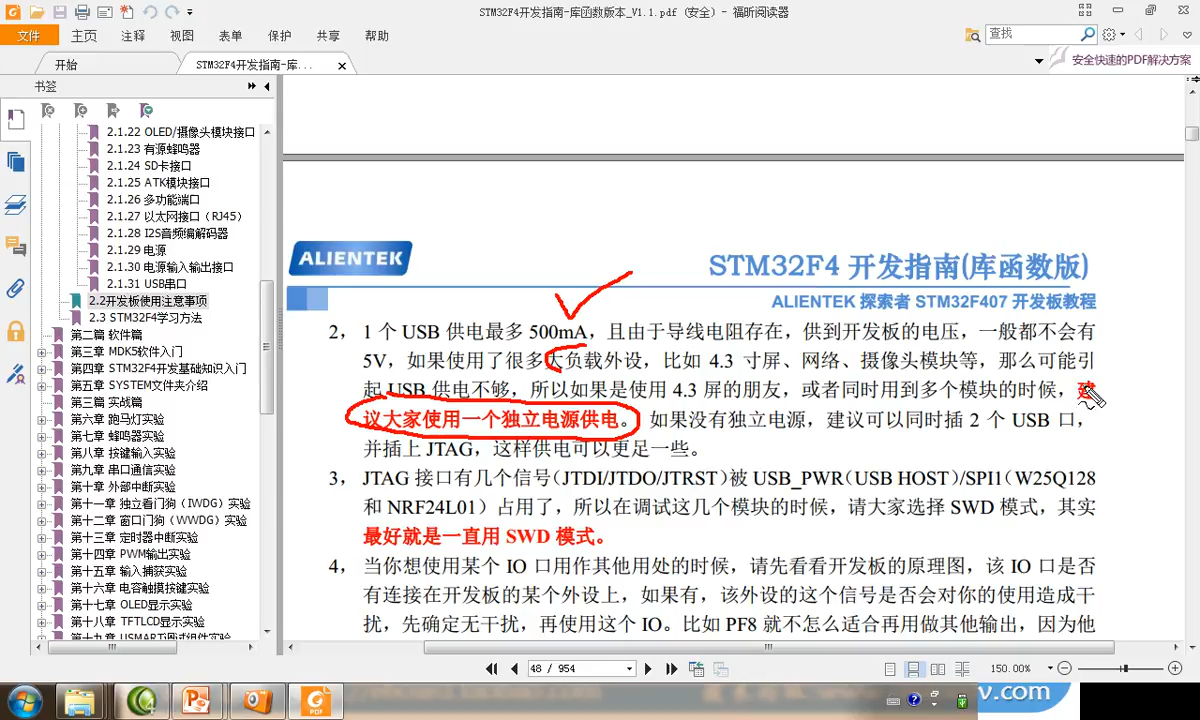 STM32F4开发指南-库函数版本_V1.1.pdf (安全) - 福昕阅读器
文件 主页 注释 视图 表单 保护 共享 帮助
查找
开始
STM32F4开发指南-库...
安全快速的PDF解决方案
书签
2.1.22 OLED/摄像头模块接口
2.1.23 有源蜂鸣器
2.1.24 SD卡接口
2.1.25 ATK模块接口
2.1.26 多功能端口
2.1.27 以太网接口（RJ45）
2.1.28 I2S音频编解码器
2.1.29 电源
2.1.30 电源输入输出接口
2.1.31 USB串口
2.2开发板使用注意事项
2.3 STM32F4学习方法
第二篇 软件篇
第三章 MDK5软件入门
第四章 STM32F4开发基础知识入门
第五章 SYSTEM文件夹介绍
第三篇 实战篇
第六章 跑马灯实验
第七章 蜂鸣器实验
第八章 按键输入实验
第九章 串口通信实验
第十章 外部中断实验
第十一章 独立看门狗（IWDG）实验
第十二章 窗口门狗（WWDG）实验
第十三章 定时器中断实验
第十四章 PWM输出实验
第十五章 输入捕获实验
第十六章 电容触摸按键实验
第十七章 OLED显示实验
第十八章 TFTLCD显示实验
第十九章 USMART调试组件实验
ALIENTEK
STM32F4 开发指南(库函数版)
ALIENTEK 探索者 STM32F407 开发板教程
2， 1 个 USB 供电最多 500mA，且由于导线电阻存在，供到开发板的电压，一般都不会有
5V，如果使用了很多大负载外设，比如 4.3 寸屏、网络、摄像头模块等，那么可能引
起 USB 供电不够，所以如果是使用 4.3 屏的朋友，或者同时用到多个模块的时候，建
议大家使用一个独立电源供电。 如果没有独立电源，建议可以同时插 2 个 USB 口，
并插上 JTAG，这样供电可以更足一些。
3， JTAG 接口有几个信号（JTDI/JTDO/JTRST）被 USB_PWR（USB HOST）/SPI1（W25Q128
和 NRF24L01）占用了，所以在调试这几个模块的时候，请大家选择 SWD 模式，其实
最好就是一直用 SWD 模式。
4， 当你想使用某个 IO 口用作其他用处的时候，请先看看开发板的原理图，该 IO 口是否
有连接在开发板的某个外设上，如果有，该外设的这个信号是否会对你的使用造成干
扰，先确定无干扰，再使用这个 IO。比如 PF8 就不怎么适合再用做其他输出，因为他
48 / 954
150.00%
v.com